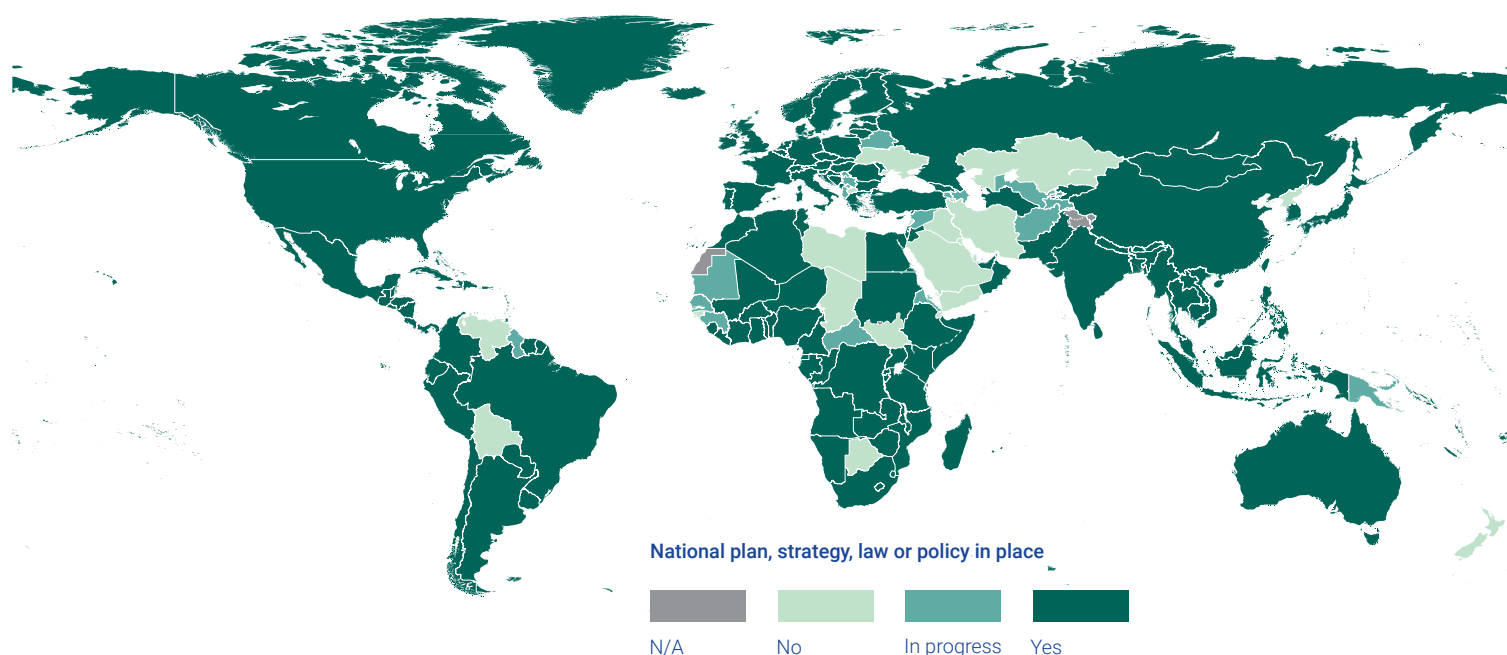 National plan, strategy, law or policy in place
N/A No In progress Yes